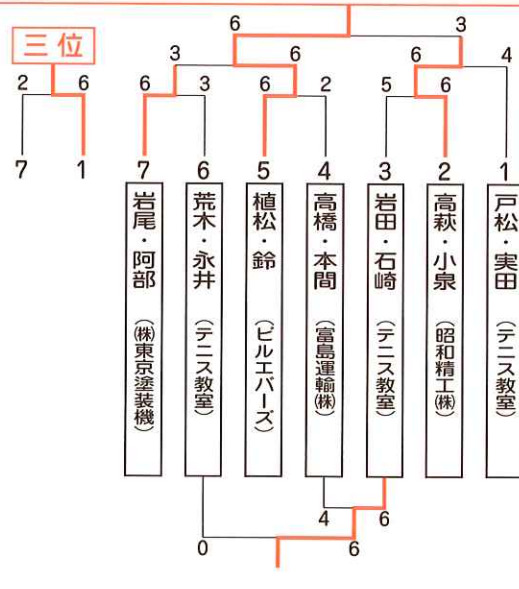 三位
6 3
3 6 6 4
2 6 6 3 6 2 5 6
7 1 7 6 5 4 3 2 1
戸松・実田 (テニス教室)
高萩・小泉 (昭和精工㈱)
岩田・石崎 (テニス教室)
高橋・本間 (富島運輸㈱)
植松・鈴 (ビルエバーズ)
荒木・永井 (テニス教室)
岩尾・阿部 (㈱東京塗装機)
4 6
0 6